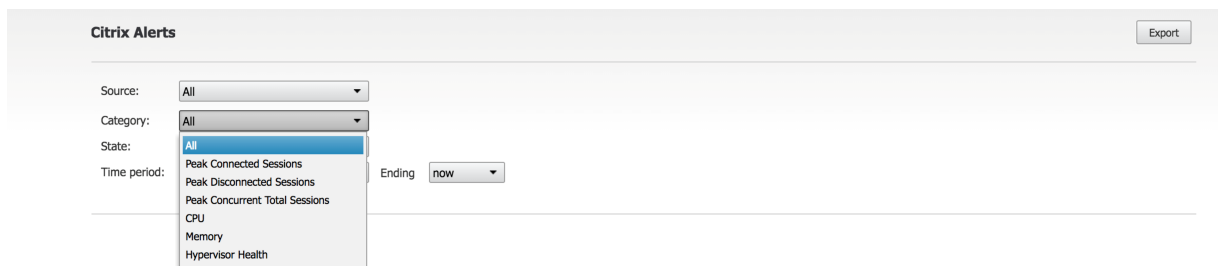 Citrix Alerts
Export
Source: All
Category: All
State:
All
Time period:
Peak Connected Sessions
Ending now
Peak Disconnected Sessions
Peak Concurrent Total Sessions
CPU
Memory
Hypervisor Health